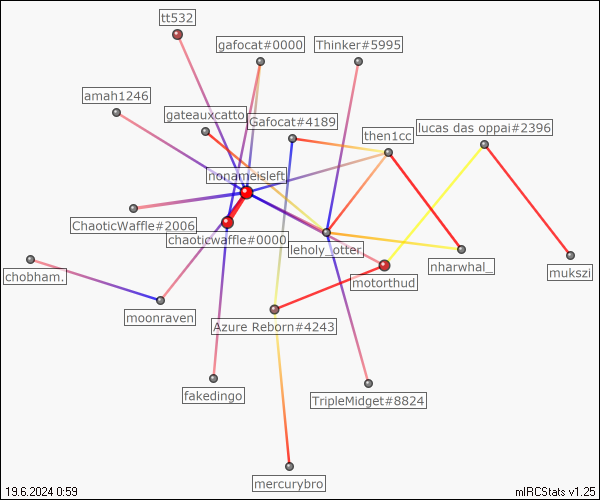 tt532
gafocat#0000
Thinker#5995
amah1246
gateauxcatto
Gafocat#4189
lucas das oppai#2396
then1cc
nonameisleft
ChaoticWaffle#2006
chaoticwaffle#0000
leholy_otter
nharwhal_
mukszi
chobham.
motorthud
moonraven
Azure Reborn#4243
fakedingo
TripleMidget#8824
mercurybro
19.6.2024 0:59
mIRCStats v1.25